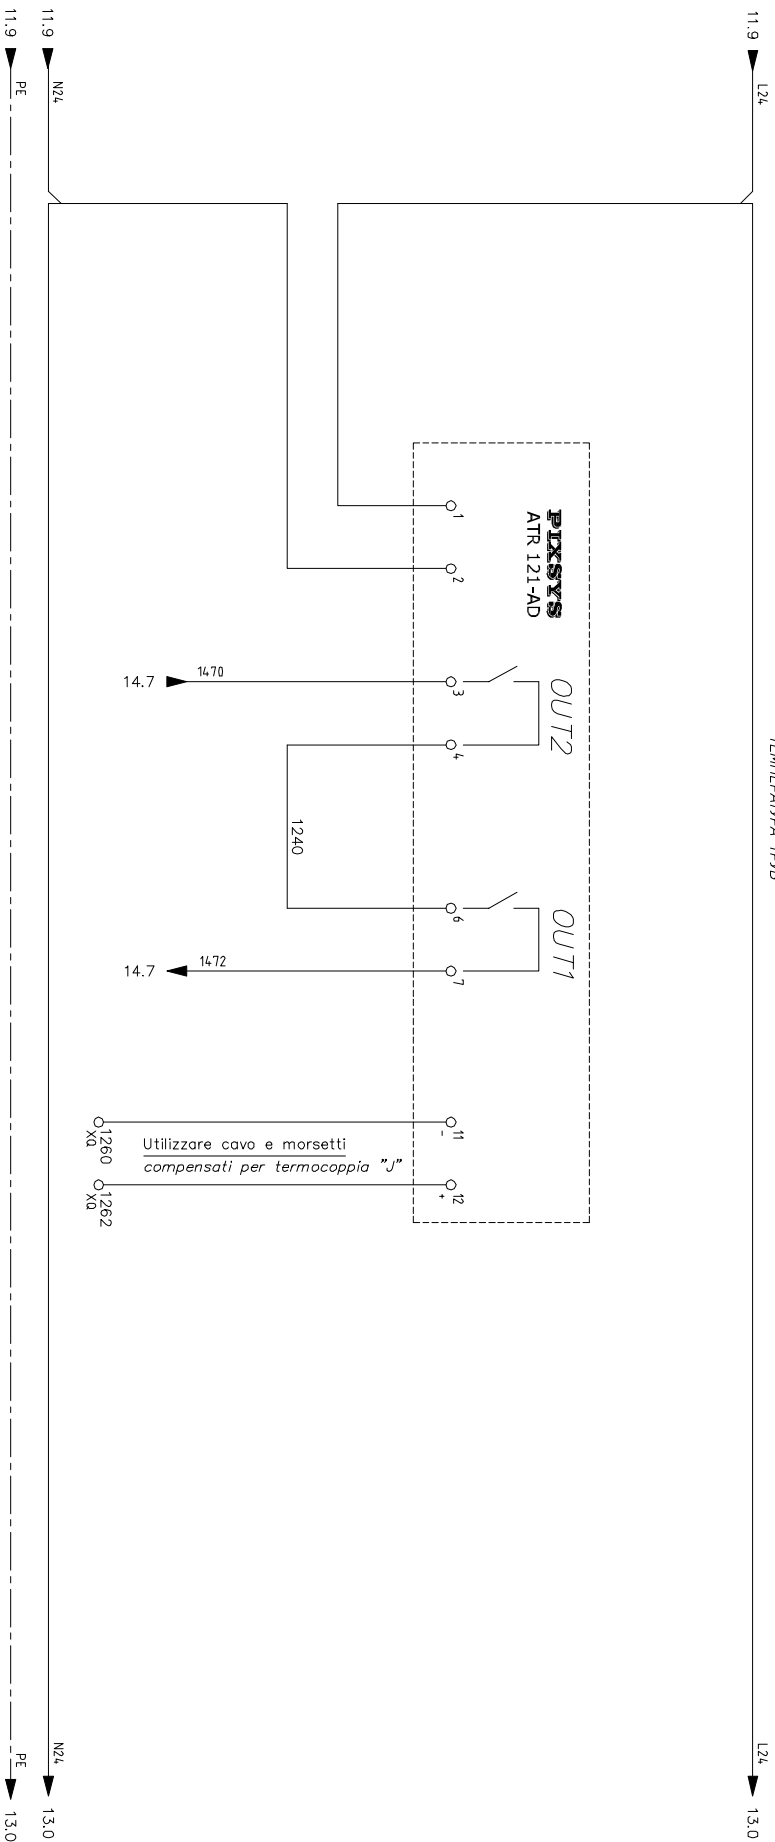 11.9
L24
L24
13.0
PIXSYS
ATR 121-AD
OUT2
OUT1
1
2
3
4
6
7
11
-
12
+
1470
14.7
1240
1472
14.7
Utilizzare cavo e morsetti
compensati per termocoppia "J"
1260
XQ
1262
XQ
11.9
N24
N24
13.0
11.9
PE
PE
13.0